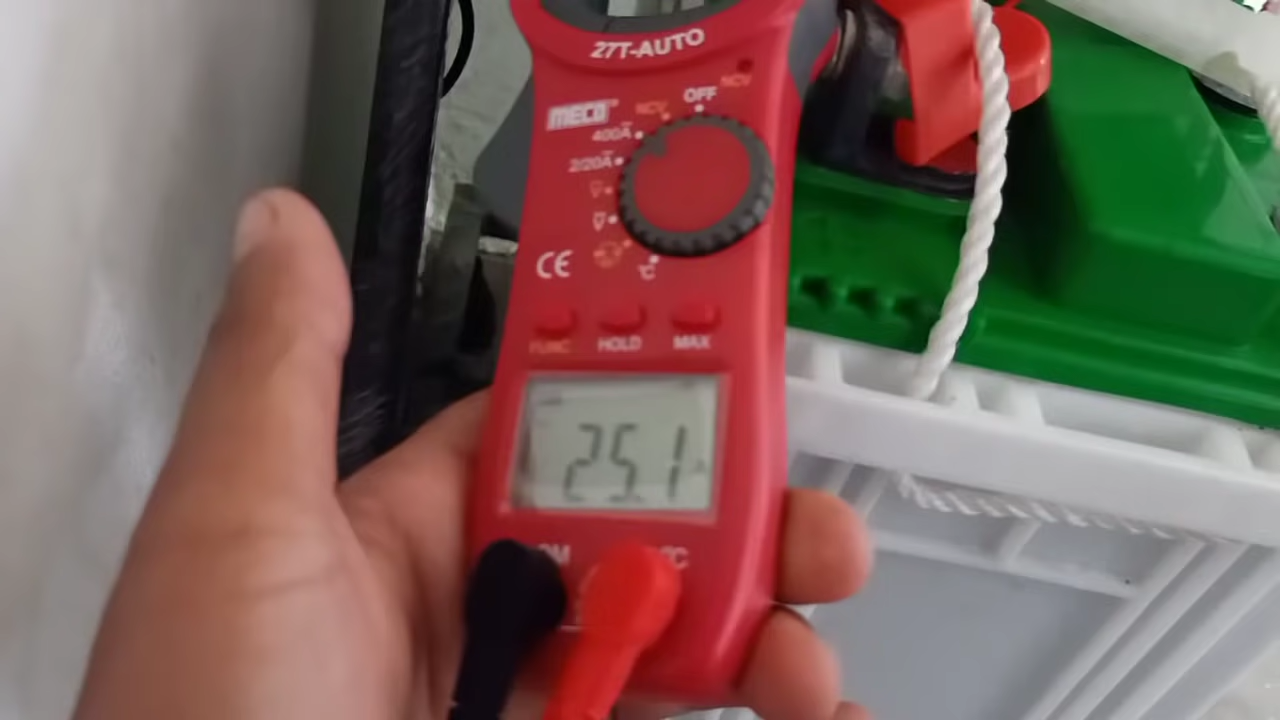 27T-AUTO
NCV
OFF
MECO
NCV
400A
2/20A
CE
°C
FUNC
HOLD
MAX
25.1
°C